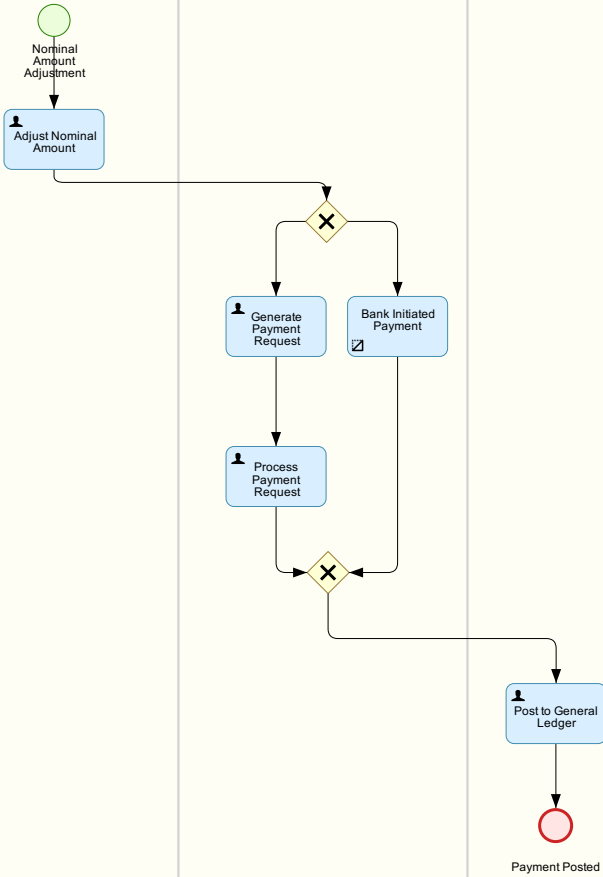 Nominal
Amount
Adjustment
Adjust Nominal
Amount
Generate
Payment
Request
Bank Initiated
Payment
Process
Payment
Request
Post to General
Ledger
Payment Posted